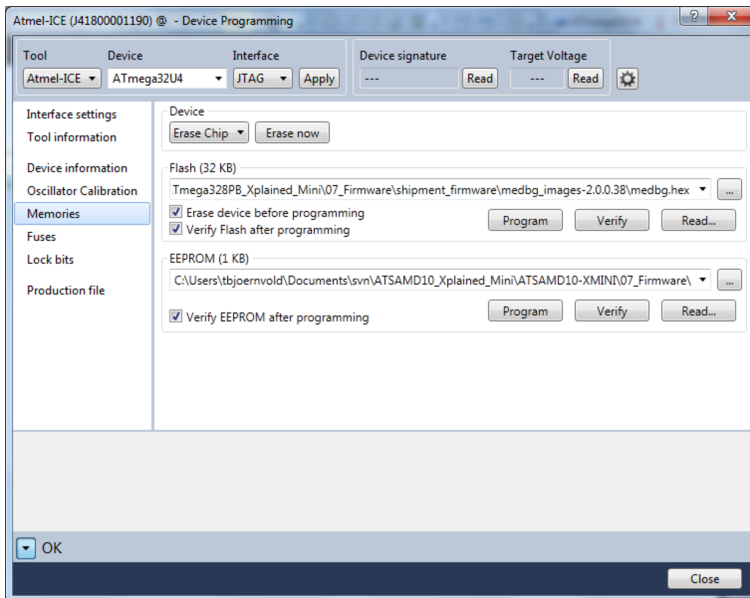 Atmel-ICE (J41800001190) @ - Device Programming
Tool Device Interface Device signature Target Voltage
Atmel-ICE ATmega32U4 JTAG Apply --- Read --- Read
Interface settings
Tool information
Device information
Oscillator Calibration
Memories
Fuses
Lock bits
Production file
Device
Erase Chip Erase now
Flash (32 KB)
Tmega328PB_Xplained_Mini\07_Firmware\shipment_firmware\medbg_images-2.0.0.38\medbg.hex ...
Erase device before programming
Verify Flash after programming
Program Verify Read...
EEPROM (1 KB)
C:\Users\tbjoernvold\Documents\svn\ATSAMD10_Xplained_Mini\ATSAMD10-XMINI\07_Firmware\ ...
Verify EEPROM after programming
Program Verify Read...
OK
Close